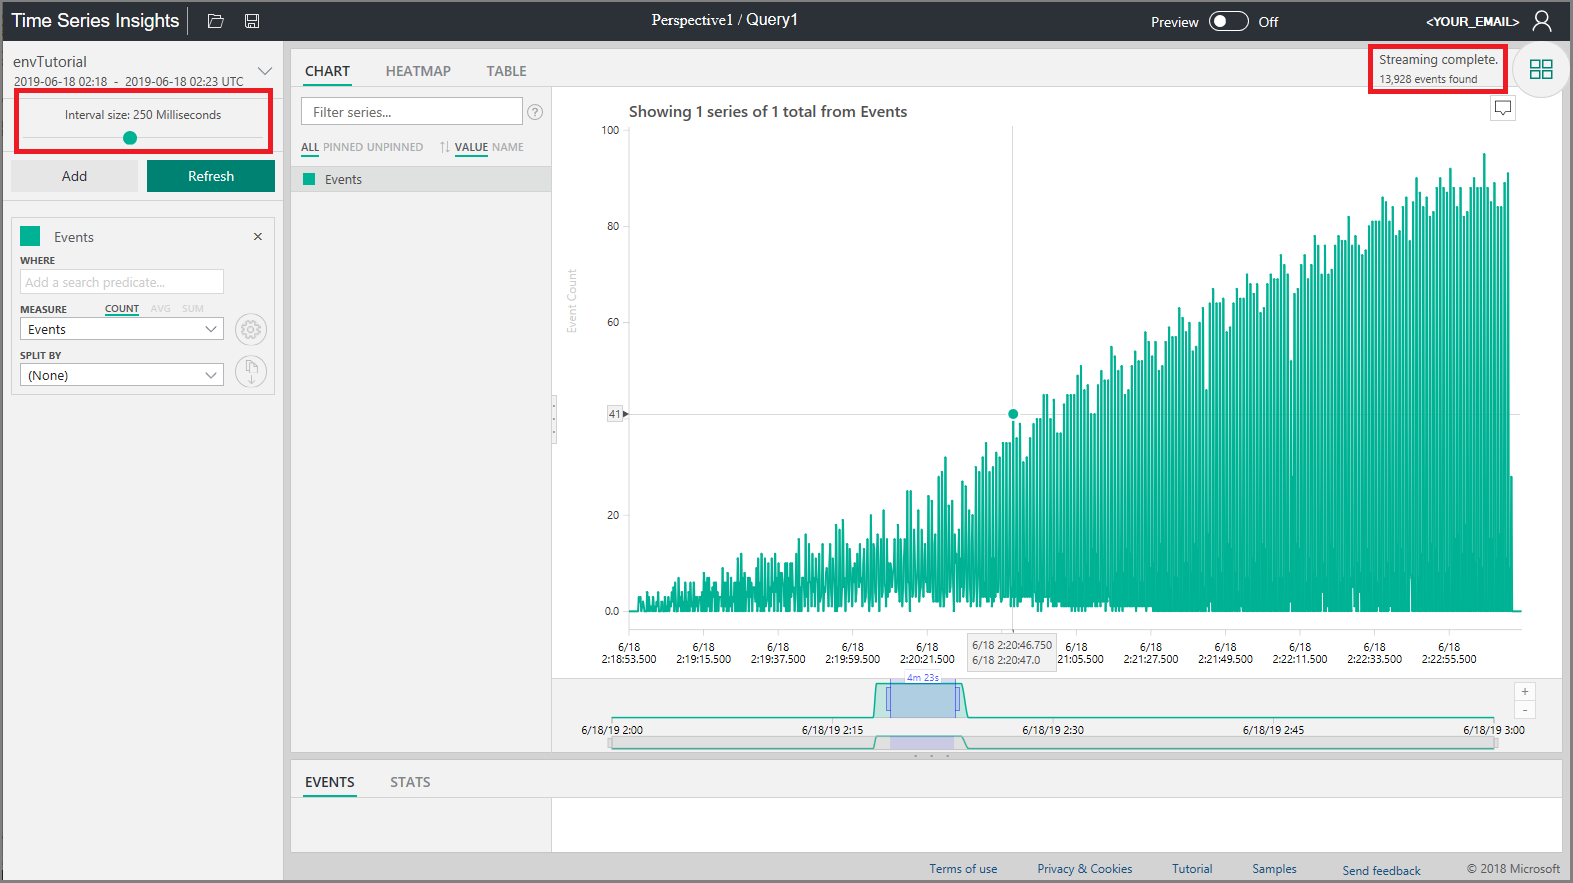 Time Series Insights
Perspective1 / Query1
Preview Off
<YOUR_EMAIL>
envTutorial
2019-06-18 02:18 - 2019-06-18 02:23 UTC
Interval size: 250 Milliseconds
Add Refresh
Events ×
WHERE
Add a search predicate...
MEASURE COUNT AVG SUM
Events
SPLIT BY
(None)
CHART HEATMAP TABLE
Streaming complete.
13,928 events found
Filter series... ?
ALL PINNED UNPINNED VALUE NAME
Events
Showing 1 series of 1 total from Events
Event Count
100
80
60
41
20
0.0
6/18 6/18 6/18 6/18 6/18 6/18 2:20:46.750 6/18 6/18 6/18 6/18 6/18 6/18
2:18:53.500 2:19:15.500 2:19:37.500 2:19:59.500 2:20:21.500 6/18 2:20:47.0 21:05.500 2:21:27.500 2:21:49.500 2:22:11.500 2:22:33.500 2:22:55.500
4m 23s
+
-
6/18/19 2:00 6/18/19 2:15 6/18/19 2:30 6/18/19 2:45 6/18/19 3:00
EVENTS STATS
Terms of use Privacy & Cookies Tutorial Samples Send feedback © 2018 Microsoft